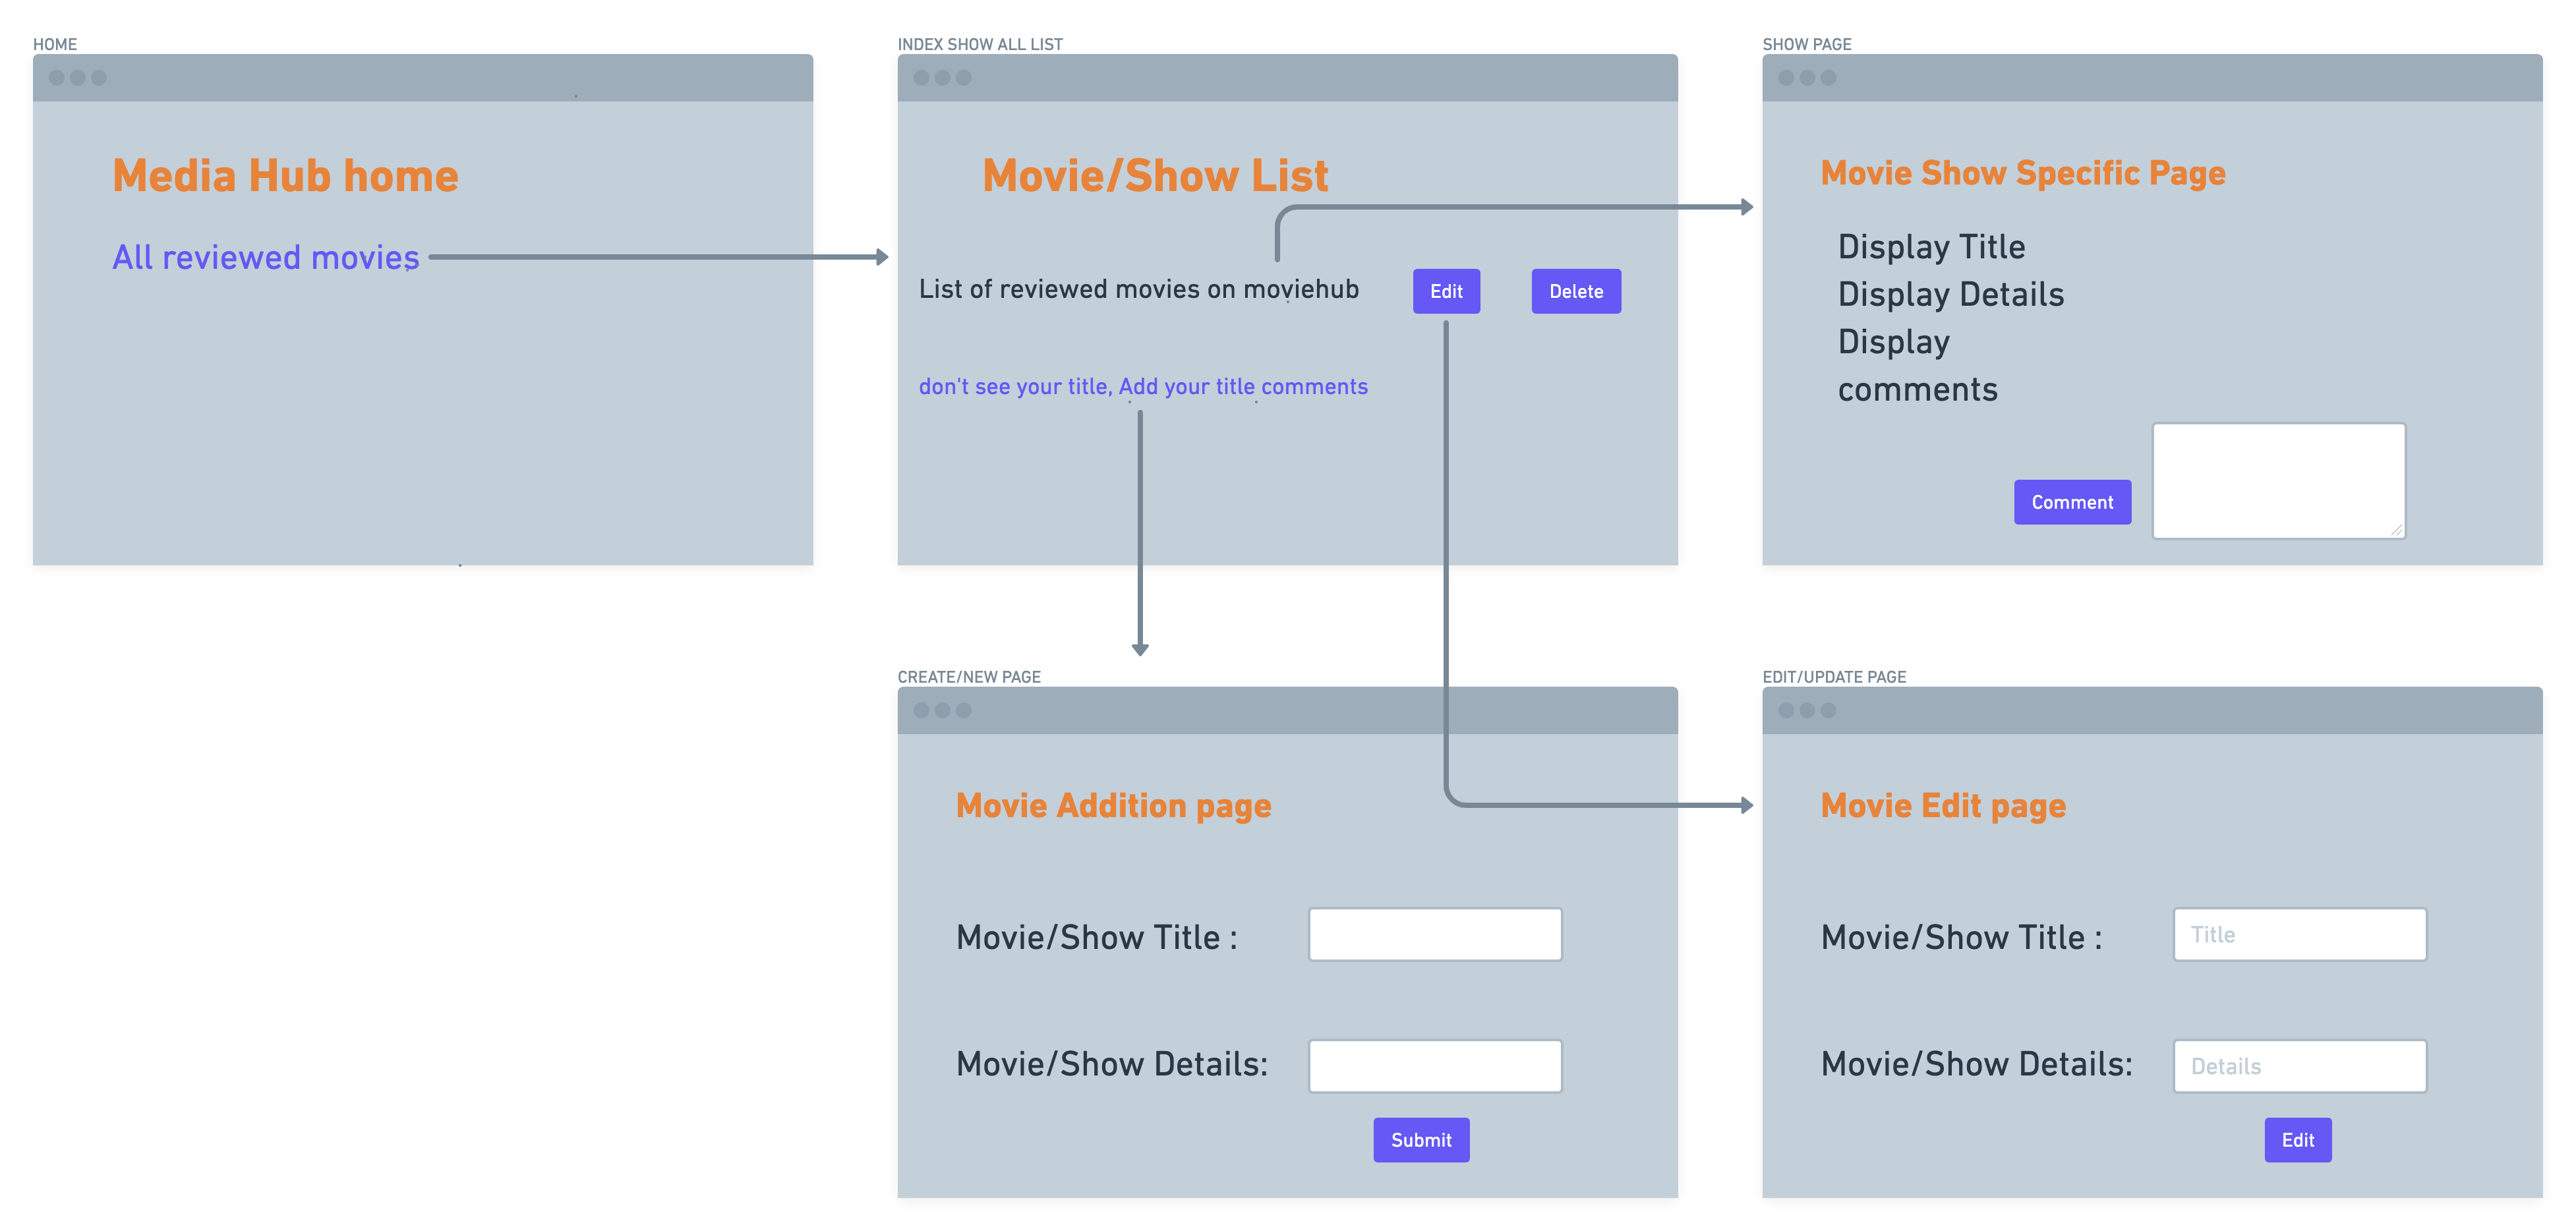 HOME
Media Hub home
All reviewed movies
INDEX SHOW ALL LIST
Movie/Show List
List of reviewed movies on moviehub
Edit
Delete
don't see your title, Add your title comments
SHOW PAGE
Movie Show Specific Page
Display Title
Display Details
Display
comments
Comment
CREATE/NEW PAGE
Movie Addition page
Movie/Show Title :
Movie/Show Details:
Submit
EDIT/UPDATE PAGE
Movie Edit page
Movie/Show Title :
Title
Movie/Show Details:
Details
Edit